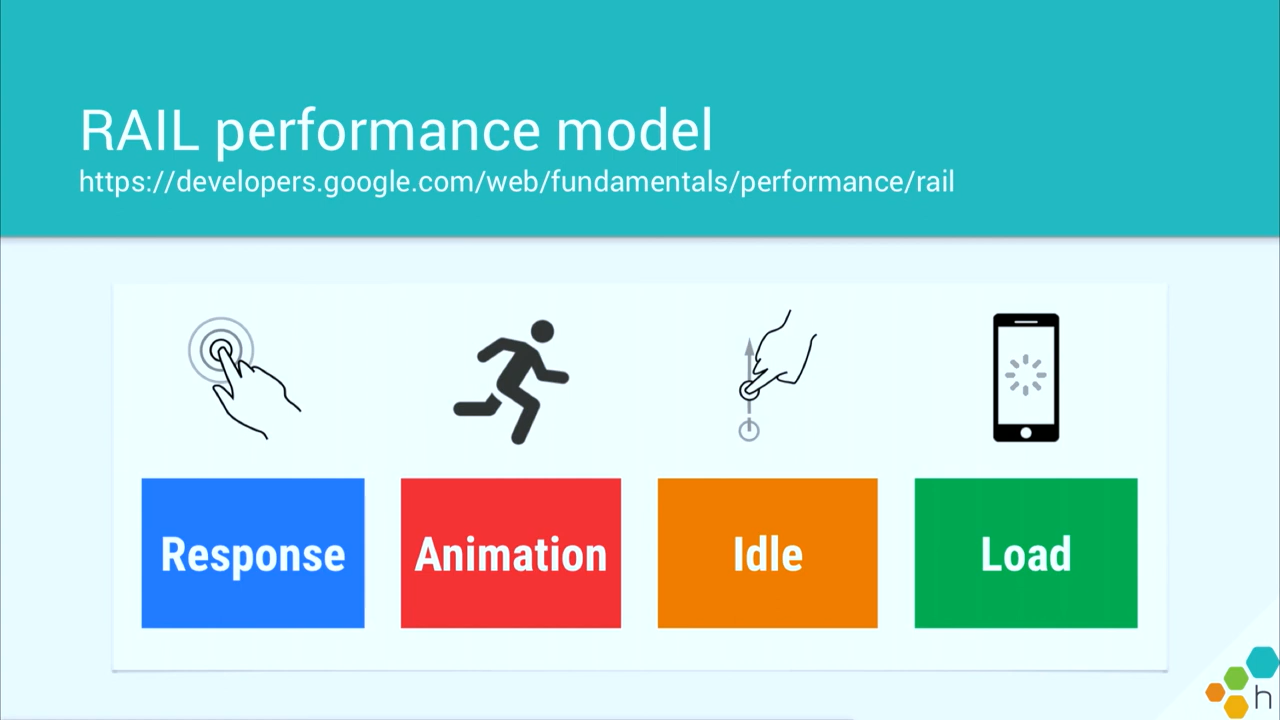 RAIL performance model
https://developers.google.com/web/fundamentals/performance/rail
Response
Animation
Idle
Load
h